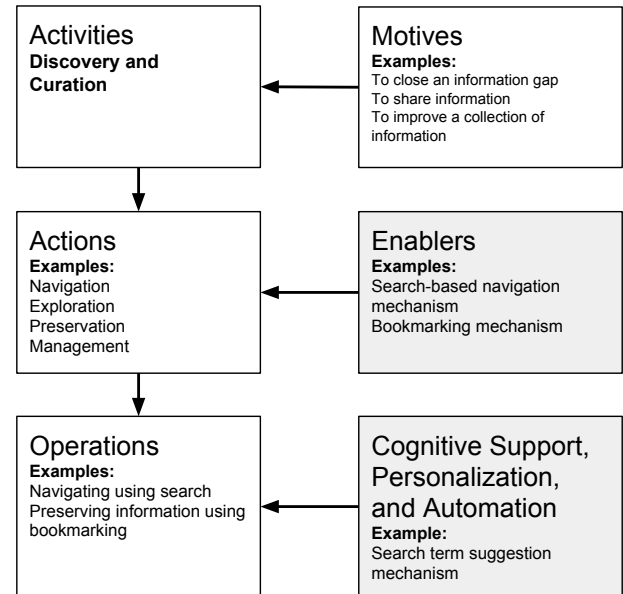 Activities
Discovery and
Curation
Motives
Examples:
To close an information gap
To share information
To improve a collection of
information
Actions
Examples:
Navigation
Exploration
Preservation
Management
Enablers
Examples:
Search-based navigation
mechanism
Bookmarking mechanism
Operations
Examples:
Navigating using search
Preserving information using
bookmarking
Cognitive Support,
Personalization,
and Automation
Example:
Search term suggestion
mechanism